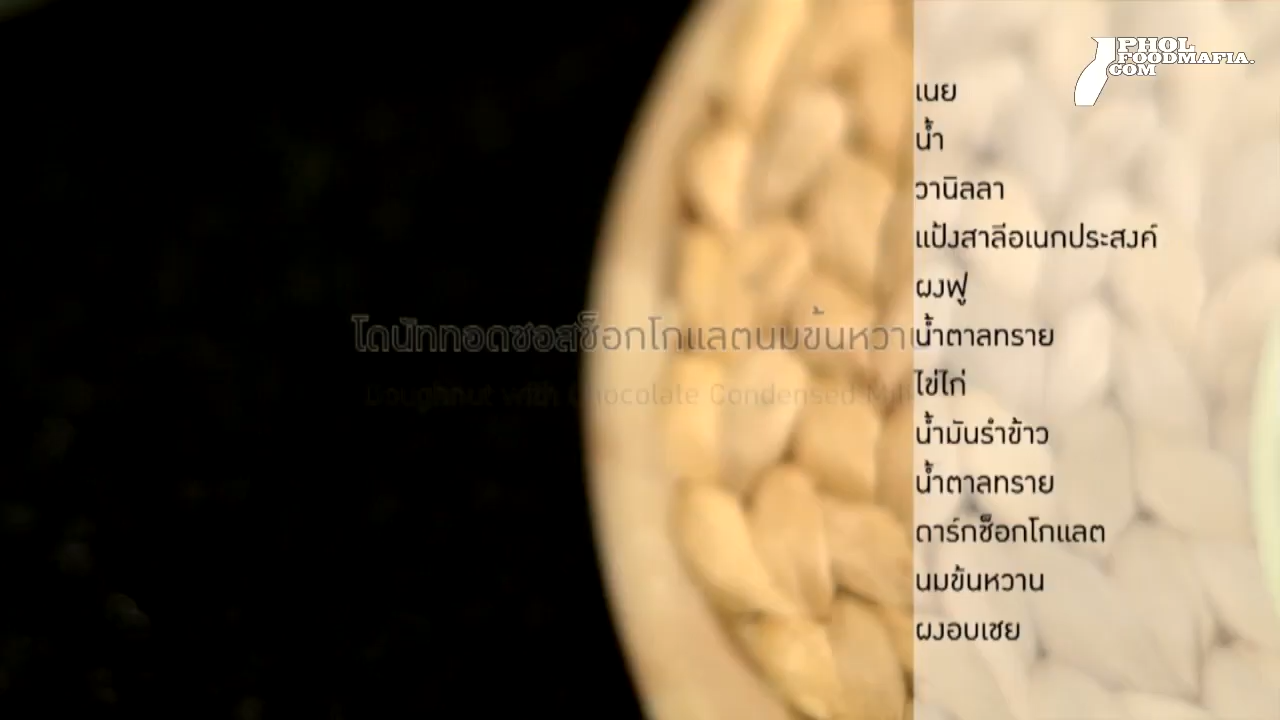 PHOL
FOODMAFIA.
COM
เนย
น้ำ
วานิลลา
แป้งสาลีอเนกประสงค์
ผงฟู
โดนัททอดซอสช็อกโกแลตนมข้นหวาน
น้ำตาลทราย
Doughnut with Chocolate Condensed Milk
ไข่ไก่
น้ำมันรำข้าว
น้ำตาลทราย
ดาร์กช็อกโกแลต
นมข้นหวาน
ผงอบเชย